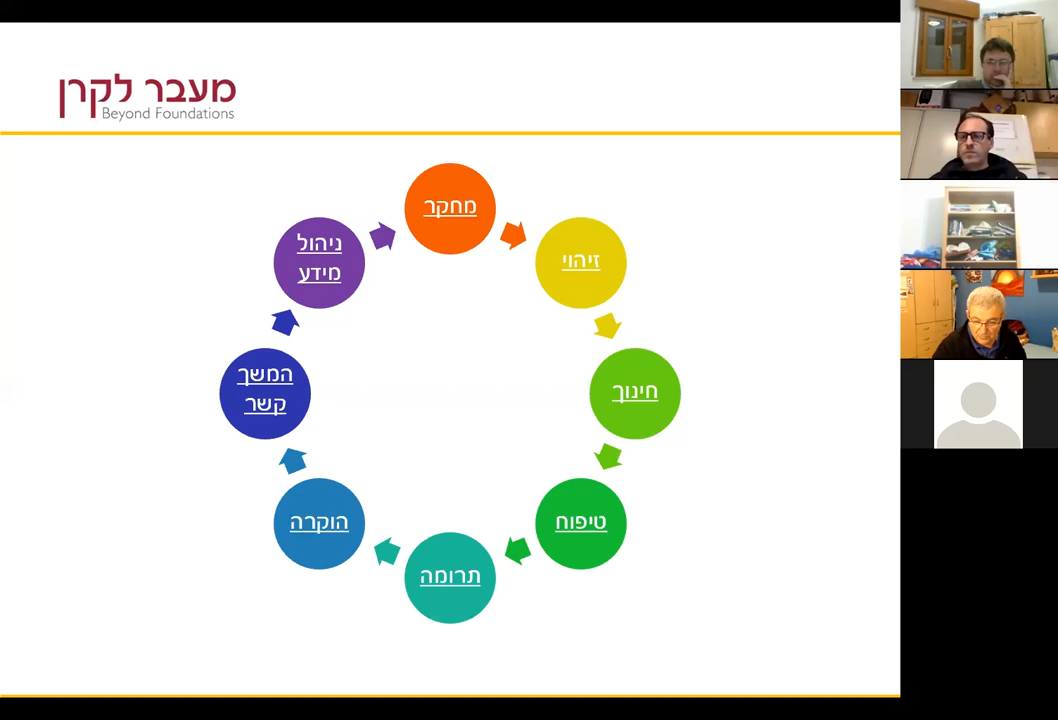 מעבר לקרן
Beyond Foundations
מחקר
זיהוי
חינוך
טיפוח
תרומה
הוקרה
המשך
קשר
ניהול
מידע